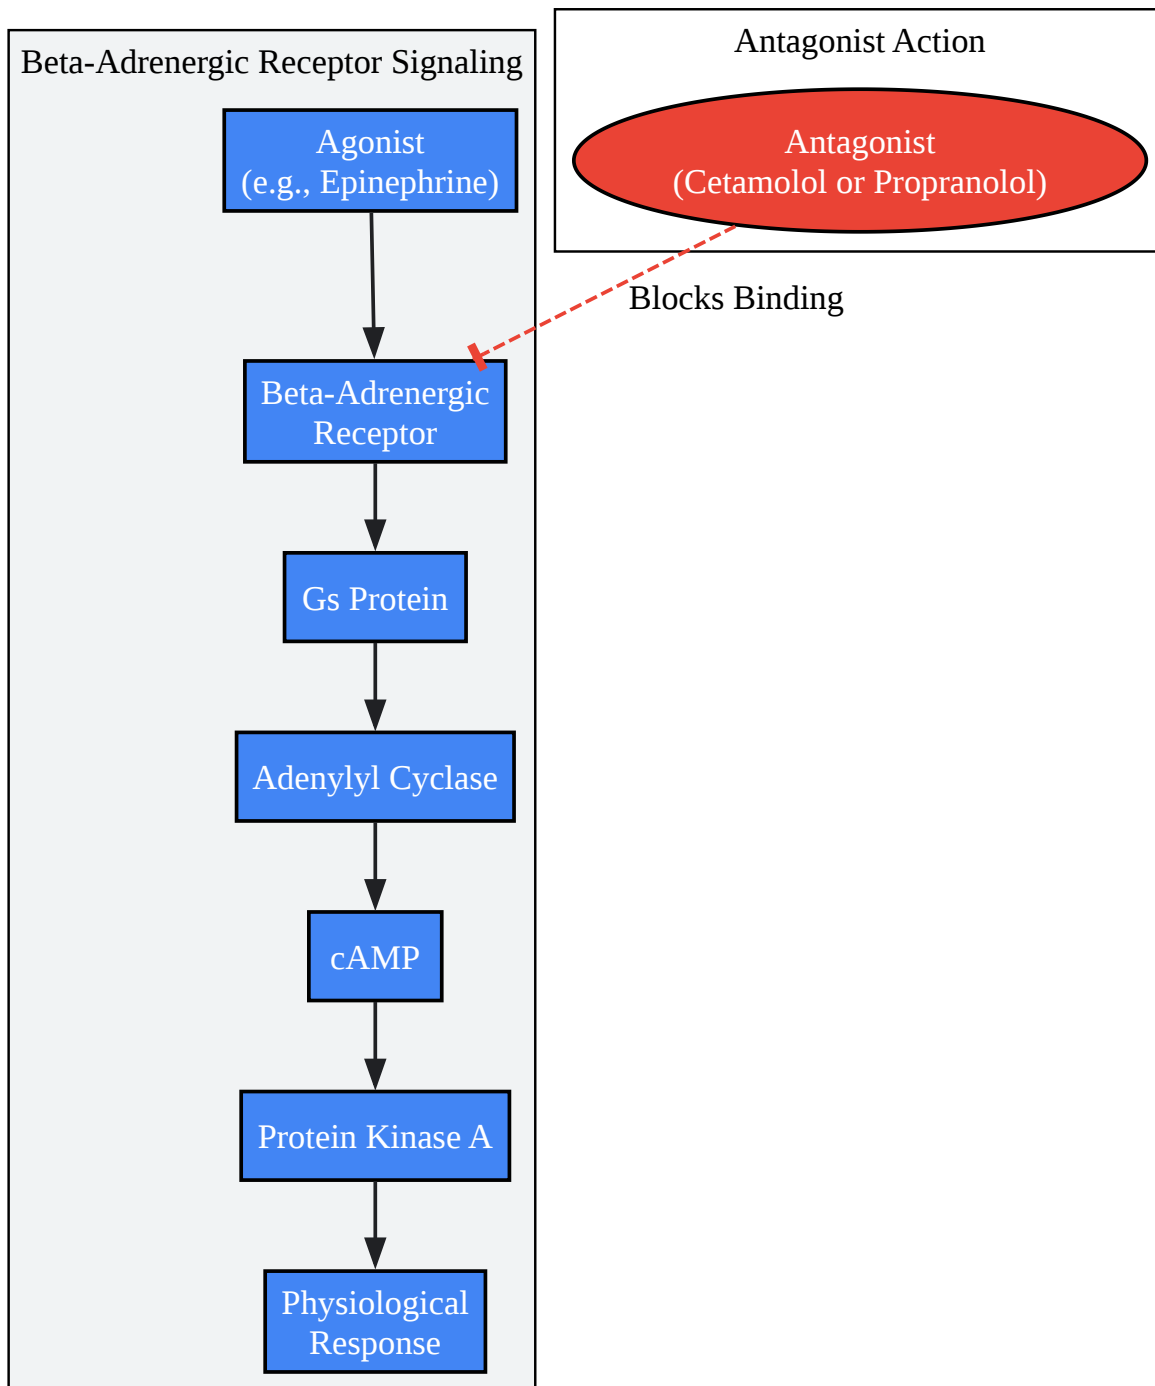 Beta-Adrenergic Receptor Signaling
Agonist
(e.g., Epinephrine)
Beta-Adrenergic
Receptor
Gs Protein
Adenylyl Cyclase
cAMP
Protein Kinase A
Physiological
Response
Antagonist Action
Antagonist
(Cetamolol or Propranolol)
Blocks Binding